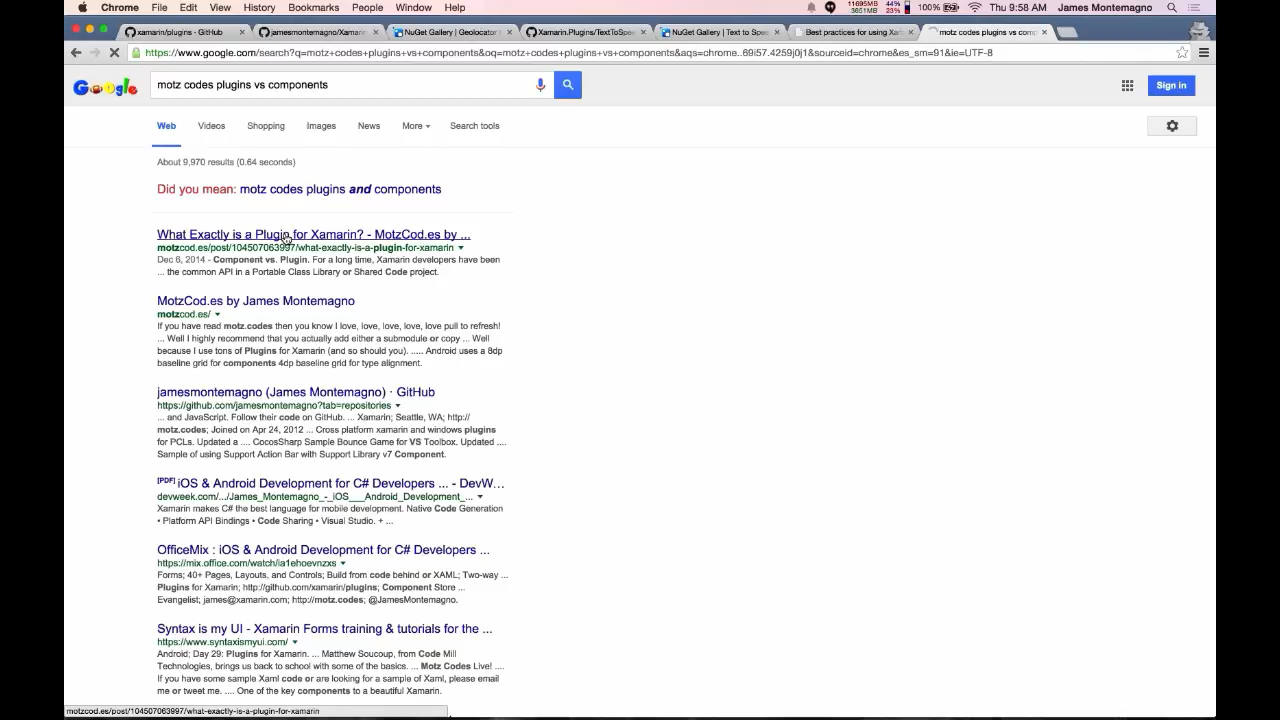 Chrome File Edit View History Bookmarks People Window Help 11695MB 3651MB 44% 23% 100% Thu 9:58 AM James Montemagno
xamarin/plugins · GitHub jamesmontemagno/Xamarin. NuGet Gallery | Geolocator Xamarin.Plugins/TextToSpe NuGet Gallery | Text to Spe Best practices for using Xa motz codes plugins vs com
https://www.google.com/search?q=motz+codes+plugins+vs+components&oq=motz+codes+plugins+vs+components&aqs=chrome..69i57.4259j0j1&sourceid=chrome&es_sm=91&ie=UTF-8
Google motz codes plugins vs components Sign in
Web Videos Shopping Images News More Search tools
About 9,970 results (0.64 seconds)
Did you mean: motz codes plugins and components
What Exactly is a Plugin for Xamarin? - MotzCod.es by ...
motzcod.es/post/104507063997/what-exactly-is-a-plugin-for-xamarin
Dec 6, 2014 - Component vs. Plugin. For a long time, Xamarin developers have been
... the common API in a Portable Class Library or Shared Code project.
MotzCod.es by James Montemagno
motzcod.es/
If you have read motz.codes then you know I love, love, love, love, love pull to refresh!
... Well I highly recommend that you actually add either a submodule or copy ... Well
because I use tons of Plugins for Xamarin (and so should you). ..... Android uses a 8dp
baseline grid for components 4dp baseline grid for type alignment.
jamesmontemagno (James Montemagno) · GitHub
https://github.com/jamesmontemagno?tab=repositories
... and JavaScript. Follow their code on GitHub. ... Xamarin; Seattle, WA; http://
motz.codes; Joined on Apr 24, 2012 ... Cross platform xamarin and windows plugins
for PCLs. Updated a .... CocosSharp Sample Bounce Game for VS Toolbox. Updated ....
Sample of using Support Action Bar with Support Library v7 Component.
[PDF] iOS & Android Development for C# Developers ... - DevW...
devweek.com/.../James_Montemagno_-_iOS___Android_Development_...
Xamarin makes C# the best language for mobile development. Native Code Generation
• Platform API Bindings • Code Sharing • Visual Studio. + ...
OfficeMix : iOS & Android Development for C# Developers ...
https://mix.office.com/watch/ia1ehoevnzxs
Forms; 40+ Pages, Layouts, and Controls; Build from code behind or XAML; Two-way ...
Plugins for Xamarin; http://github.com/xamarin/plugins; Component Store ...
Evangelist; james@xamarin.com; http://motz.codes; @JamesMontemagno.
Syntax is my UI - Xamarin Forms training & tutorials for the ...
https://www.syntaxismyui.com/
Android; Day 29: Plugins for Xamarin. ... Matthew Soucoup, from Code Mill
Technologies, brings us back to school with some of the basics. ... Motz Codes Live! ....
If you have some sample Xaml code or are looking for a sample of Xaml, please email
me or tweet me. .... One of the key components to a beautiful Xamarin.
motzcod.es/post/104507063997/what-exactly-is-a-plugin-for-xamarin